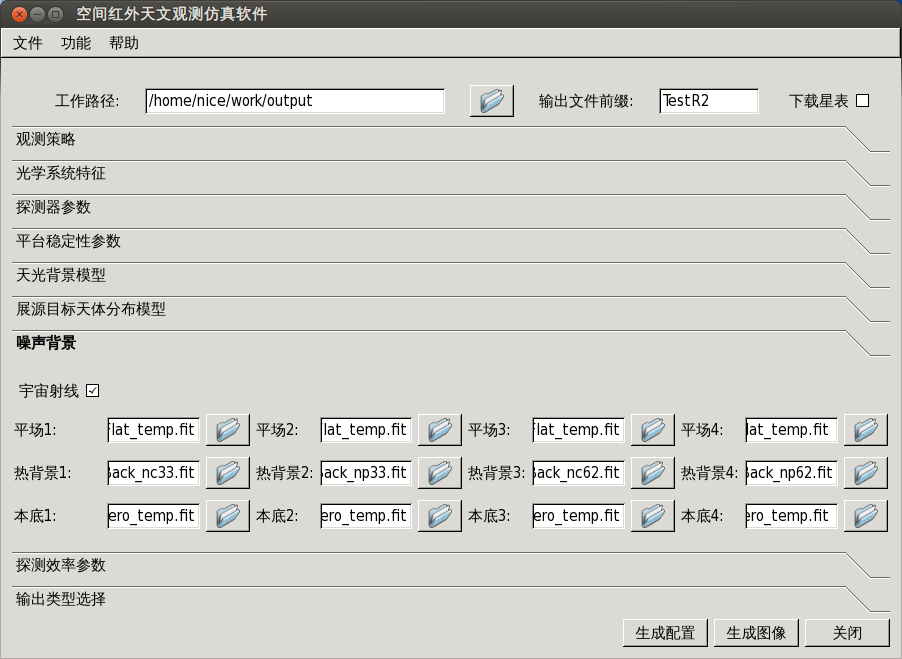 空间红外天文观测仿真软件
文件 功能 帮助
工作路径: /home/nice/work/output 输出文件前缀: TestR2 下载星表
观测策略
光学系统特征
探测器参数
平台稳定性参数
天光背景模型
展源目标天体分布模型
噪声背景
宇宙射线
平场1: flat_temp.fit 平场2: lat_temp.fit 平场3: flat_temp.fit 平场4: lat_temp.fit
热背景1: Back_nc33.fit 热背景2: Back_np33.fit 热背景3: Back_nc62.fit 热背景4: Back_np62.fit
本底1: ero_temp.fit 本底2: ero_temp.fit 本底3: ero_temp.fit 本底4: ero_temp.fit
探测效率参数
输出类型选择
生成配置 生成图像 关闭